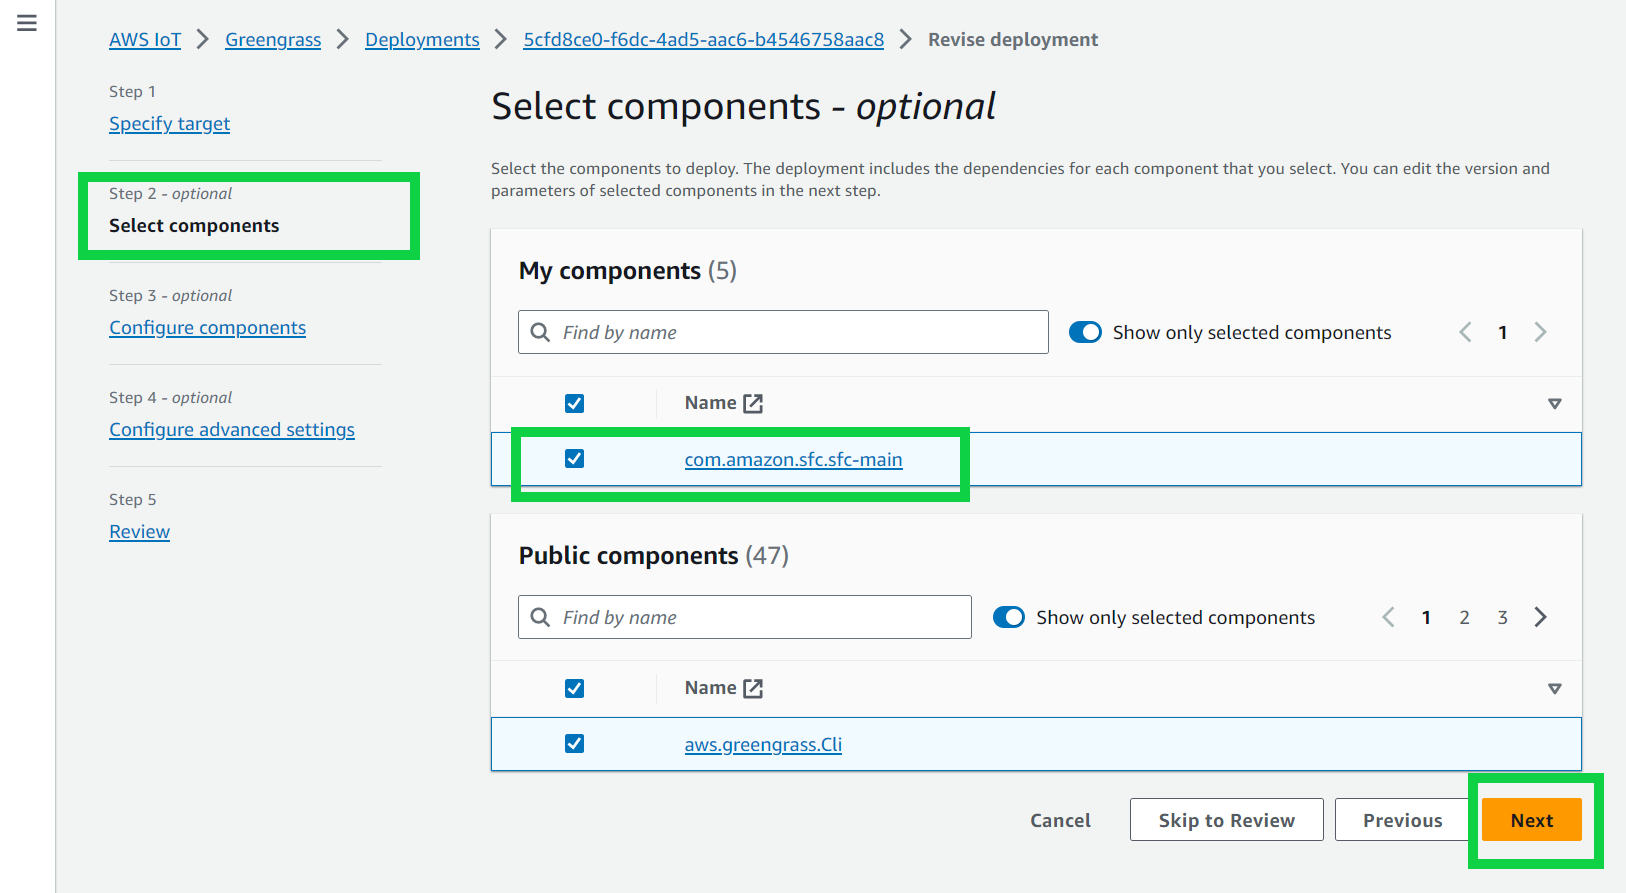 AWS IoT > Greengrass > Deployments > 5cfd8ce0-f6dc-4ad5-aac6-b4546758aac8 > Revise deployment
Step 1
Specify target
Step 2 - optional
Select components
Step 3 - optional
Configure components
Step 4 - optional
Configure advanced settings
Step 5
Review
Select components - optional
Select the components to deploy. The deployment includes the dependencies for each component that you select. You can edit the version and
parameters of selected components in the next step.
My components (5)
Find by name
Show only selected components
1
Name
com.amazon.sfc.sfc-main
Public components (47)
Find by name
Show only selected components
1 2 3
Name
aws.greengrass.Cli
Cancel
Skip to Review
Previous
Next